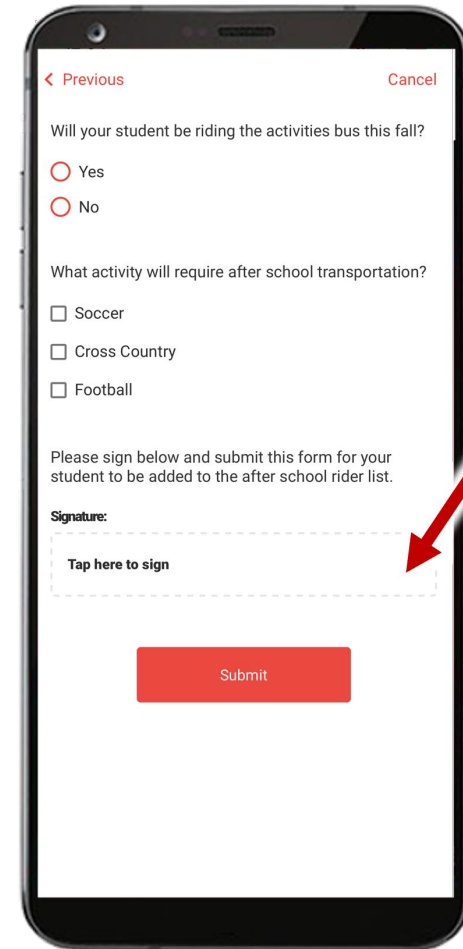 Previous
Cancel
Will your student be riding the activities bus this fall?
Yes
No
What activity will require after school transportation?
Soccer
Cross Country
Football
Please sign below and submit this form for your
student to be added to the after school rider list.
Signature:
Tap here to sign
Submit